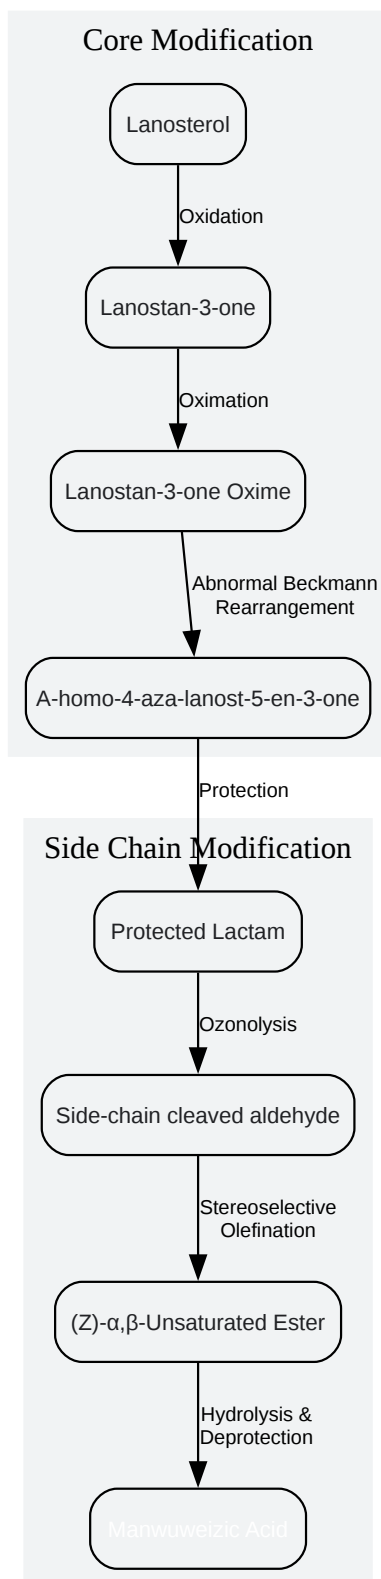 Core Modification
Lanosterol
Oxidation
Lanostan-3-one
Oximation
Lanostan-3-one Oxime
Abnormal Beckmann
Rearrangement
A-homo-4-aza-lanost-5-en-3-one
Protection
Side Chain Modification
Protected Lactam
Ozonolysis
Side-chain cleaved aldehyde
Stereoselective
Olefination
(Z)-α,β-Unsaturated Ester
Hydrolysis &
Deprotection
Manwuweizic Acid